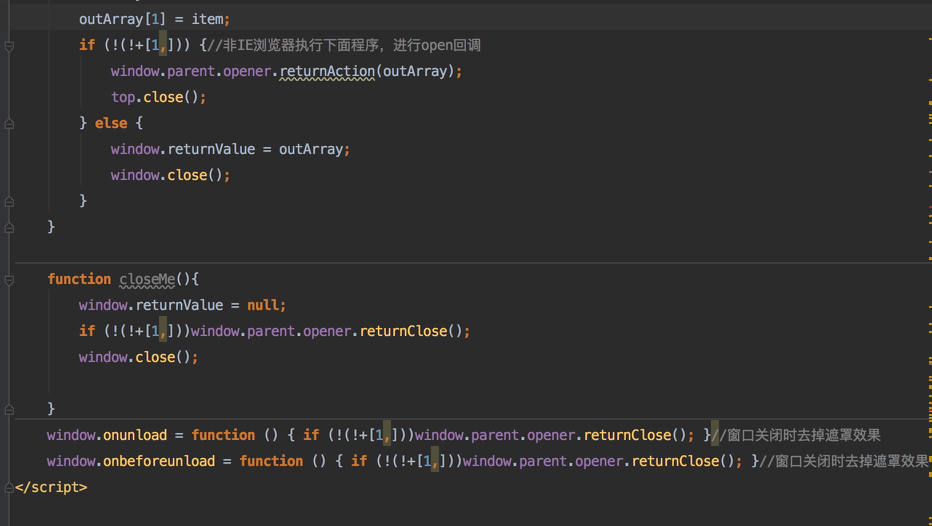 outArray[1] = item;
if (!(!+[1,])) {//非IE浏览器执行下面程序，进行open回调
window.parent.opener.returnAction(outArray);
top.close();
} else {
window.returnValue = outArray;
window.close();
}
}
function closeMe(){
window.returnValue = null;
if (!(!+[1,]))window.parent.opener.returnClose();
window.close();
}
window.onunload = function () { if (!(!+[1,]))window.parent.opener.returnClose(); }//窗口关闭时去掉遮罩效果
window.onbeforeunload = function () { if (!(!+[1,]))window.parent.opener.returnClose(); }//窗口关闭时去掉遮罩效果
</script>